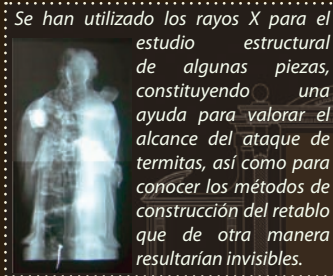 Se han utilizado los rayos X para el
estudio estructural
de algunas piezas,
constituyendo una
ayuda para valorar el
alcance del ataque de
termitas, así como para
conocer los métodos de
construcción del retablo
que de otra manera
resultarían invisibles.